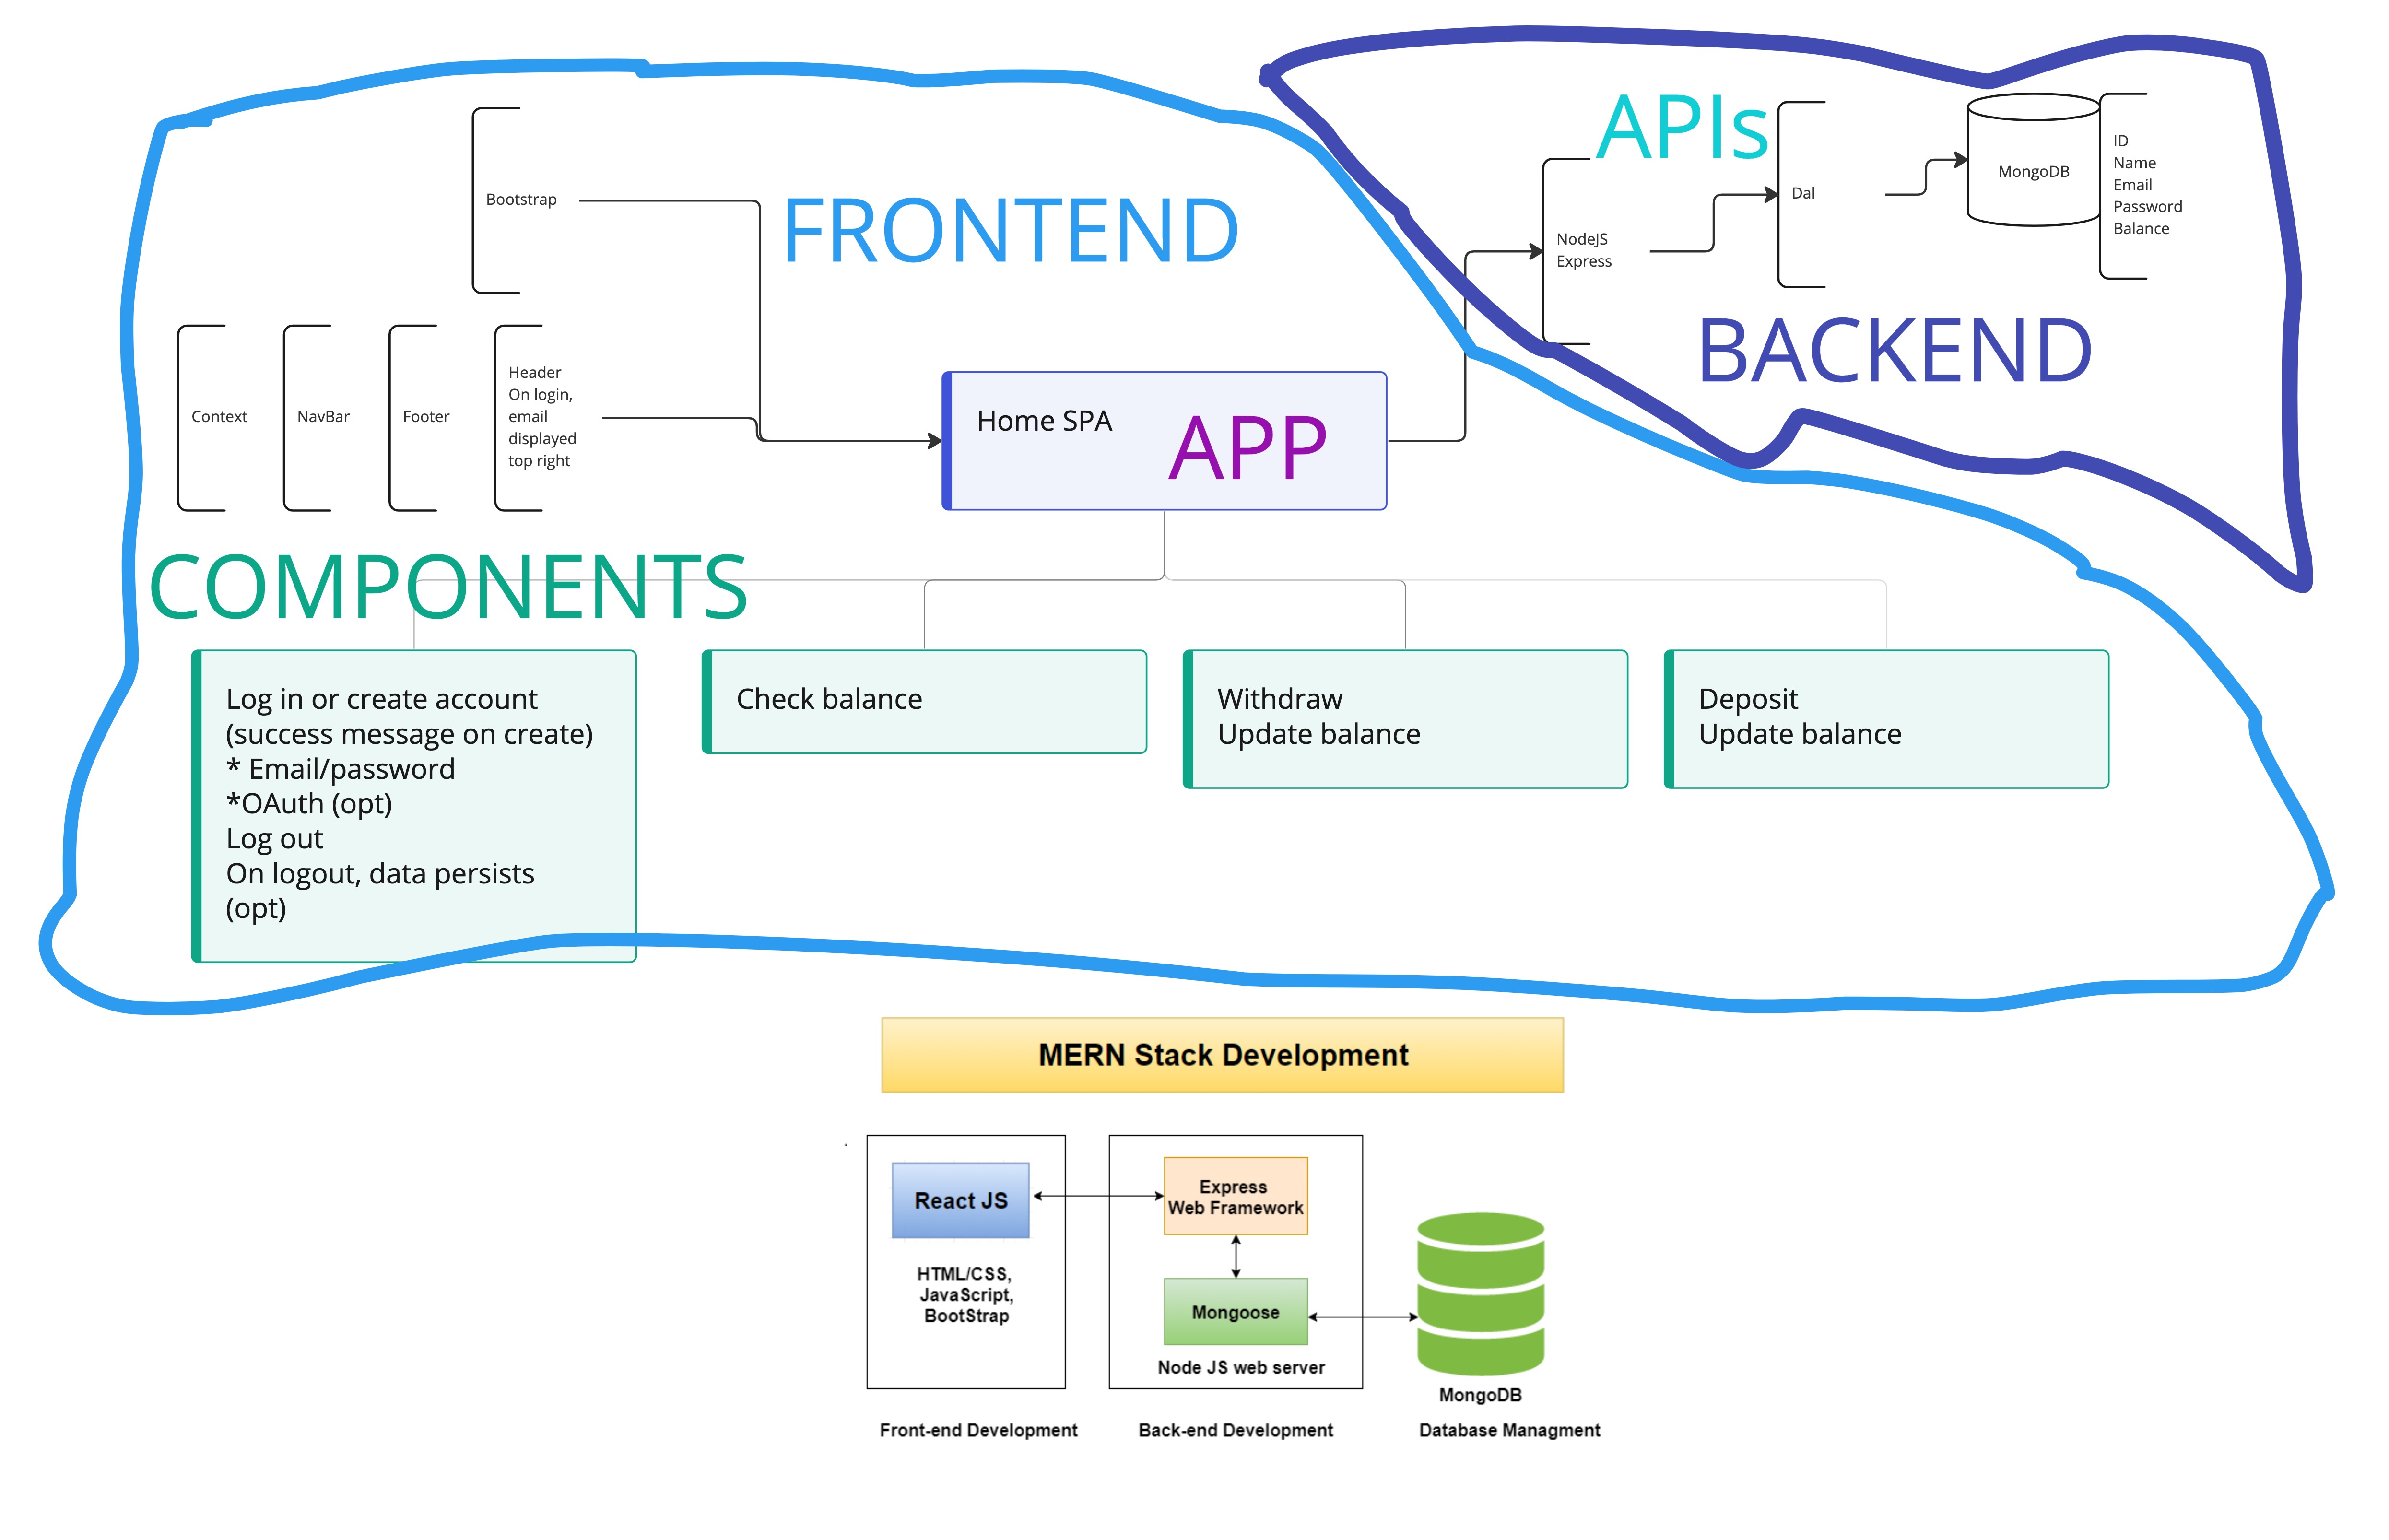 APIs
ID
Name
Email
Password
Balance
MongoDB
Dal
NodeJS
Express
BACKEND
Bootstrap
FRONTEND
Context
NavBar
Footer
Header
On login,
email
displayed
top right
Home SPA
APP
COMPONENTS
Log in or create account
(success message on create)
* Email/password
*OAuth (opt)
Log out
On logout, data persists
(opt)
Check balance
Withdraw
Update balance
Deposit
Update balance
MERN Stack Development
React JS
HTML/CSS,
JavaScript,
BootStrap
Express
Web Framework
Mongoose
Node JS web server
MongoDB
Front-end Development
Back-end Development
Database Managment